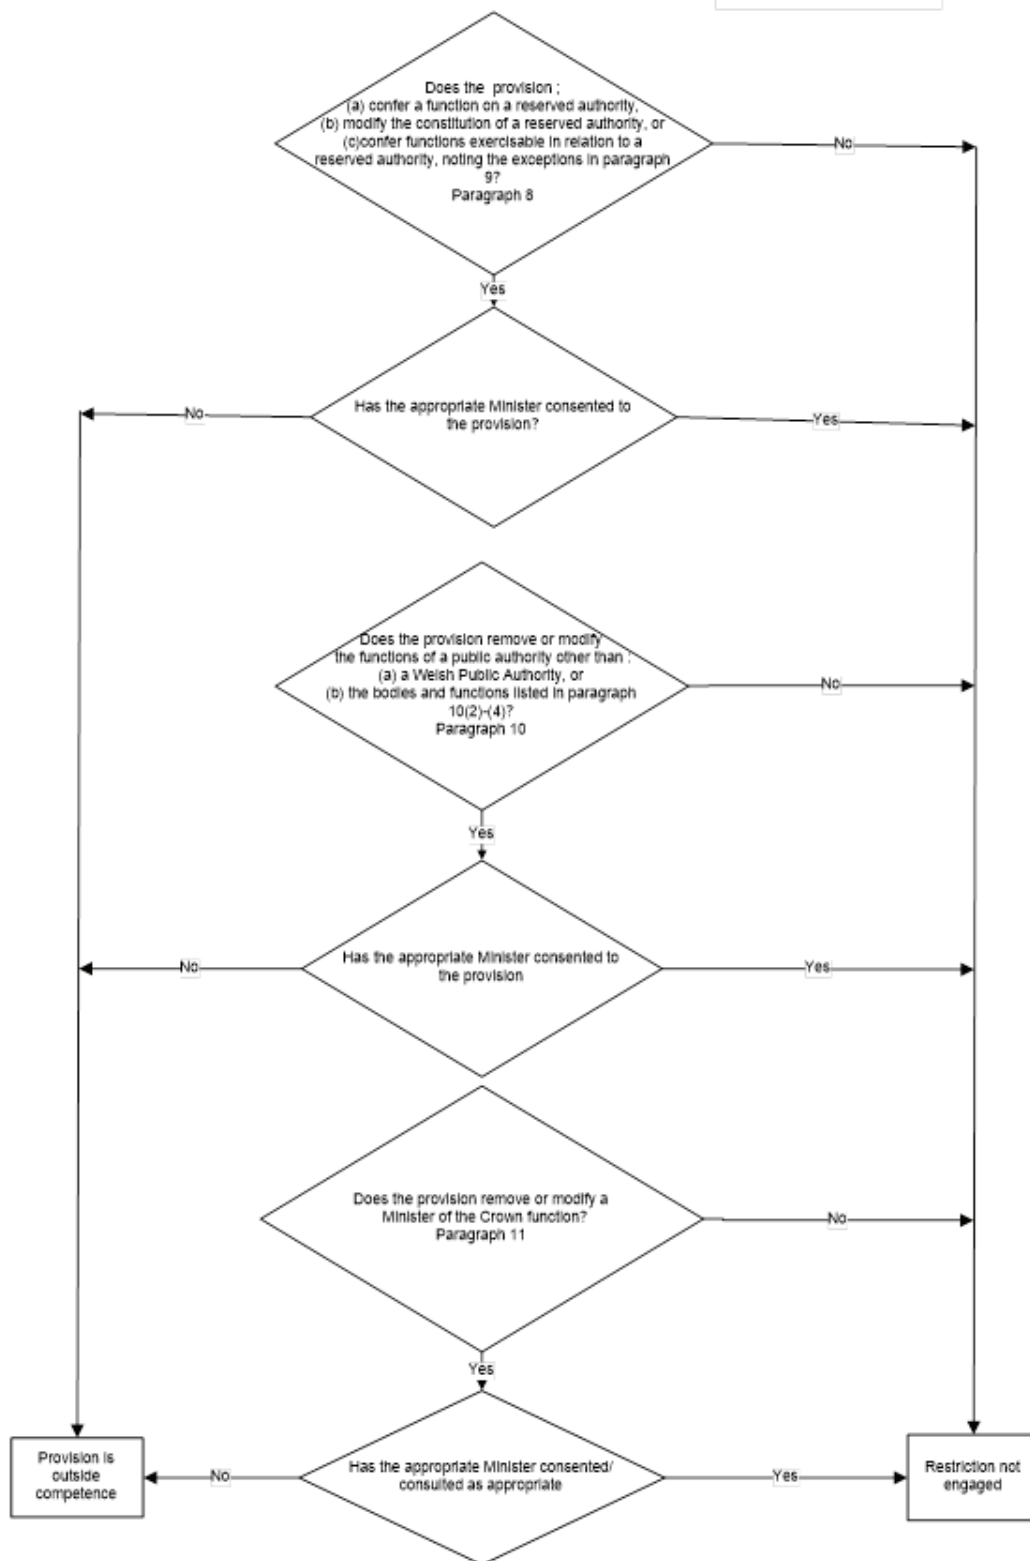 Does the provision ;
(a) confer a function on a reserved authority,
(b) modify the constitution of a reserved authority, or
(c)confer functions exercisable in relation to a
reserved authority, noting the exceptions in paragraph
9?
Paragraph 8
No
Yes
Has the appropriate Minister consented to
the provision?
No
Yes
Does the provision remove or modify
the functions of a public authority other than :
(a) a Welsh Public Authority, or
(b) the bodies and functions listed in paragraph
10(2)-(4)?
Paragraph 10
No
Yes
Has the appropriate Minister consented to
the provision
No
Yes
Does the provision remove or modify a
Minister of the Crown function?
Paragraph 11
No
Yes
Has the appropriate Minister consented/
consulted as appropriate
No
Yes
Provision is
outside
competence
Restriction not
engaged